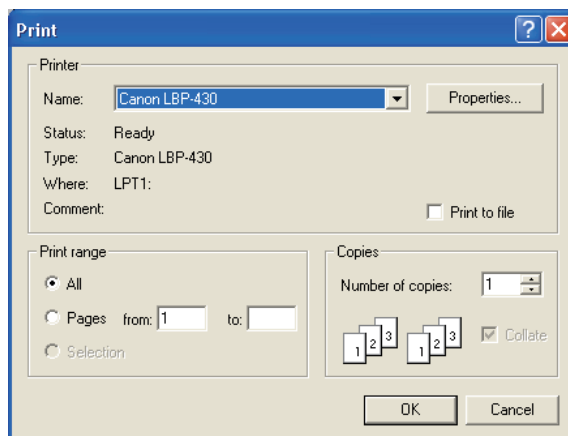 Print
Printer
Name: Canon LBP-430 Properties...
Status: Ready
Type: Canon LBP-430
Where: LPT1:
Comment: Print to file
Print range
All
Pages from: 1 to:
Selection
Copies
Number of copies: 1
1 2 3 1 2 3 Collate
OK Cancel